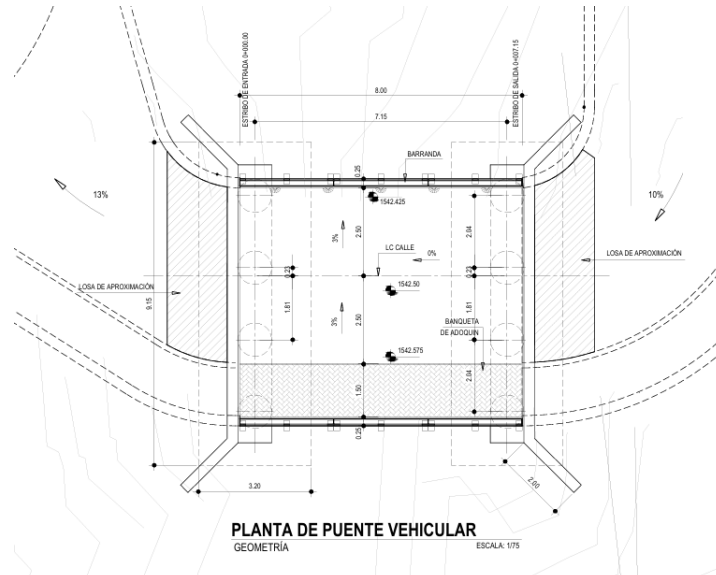 ESTRIBO DE ENTRADA 0+000.00
8.00
ESTRIBO DE SALIDA 0+007.15
7.15
BARRANDA
0.25
13%
10%
1542.425
3%
2.50
2.04
LC CALLE
0%
LOSA DE APROXIMACIÓN
0.23
0.23
LOSA DE APROXIMACIÓN
1542.50
9.15
1.81
3%
2.50
1.81
BANQUETA
DE ADOQUIN
1542.575
1.50
2.04
0.25
3.20
2.00
PLANTA DE PUENTE VEHICULAR
GEOMETRÍA
ESCALA: 1/75